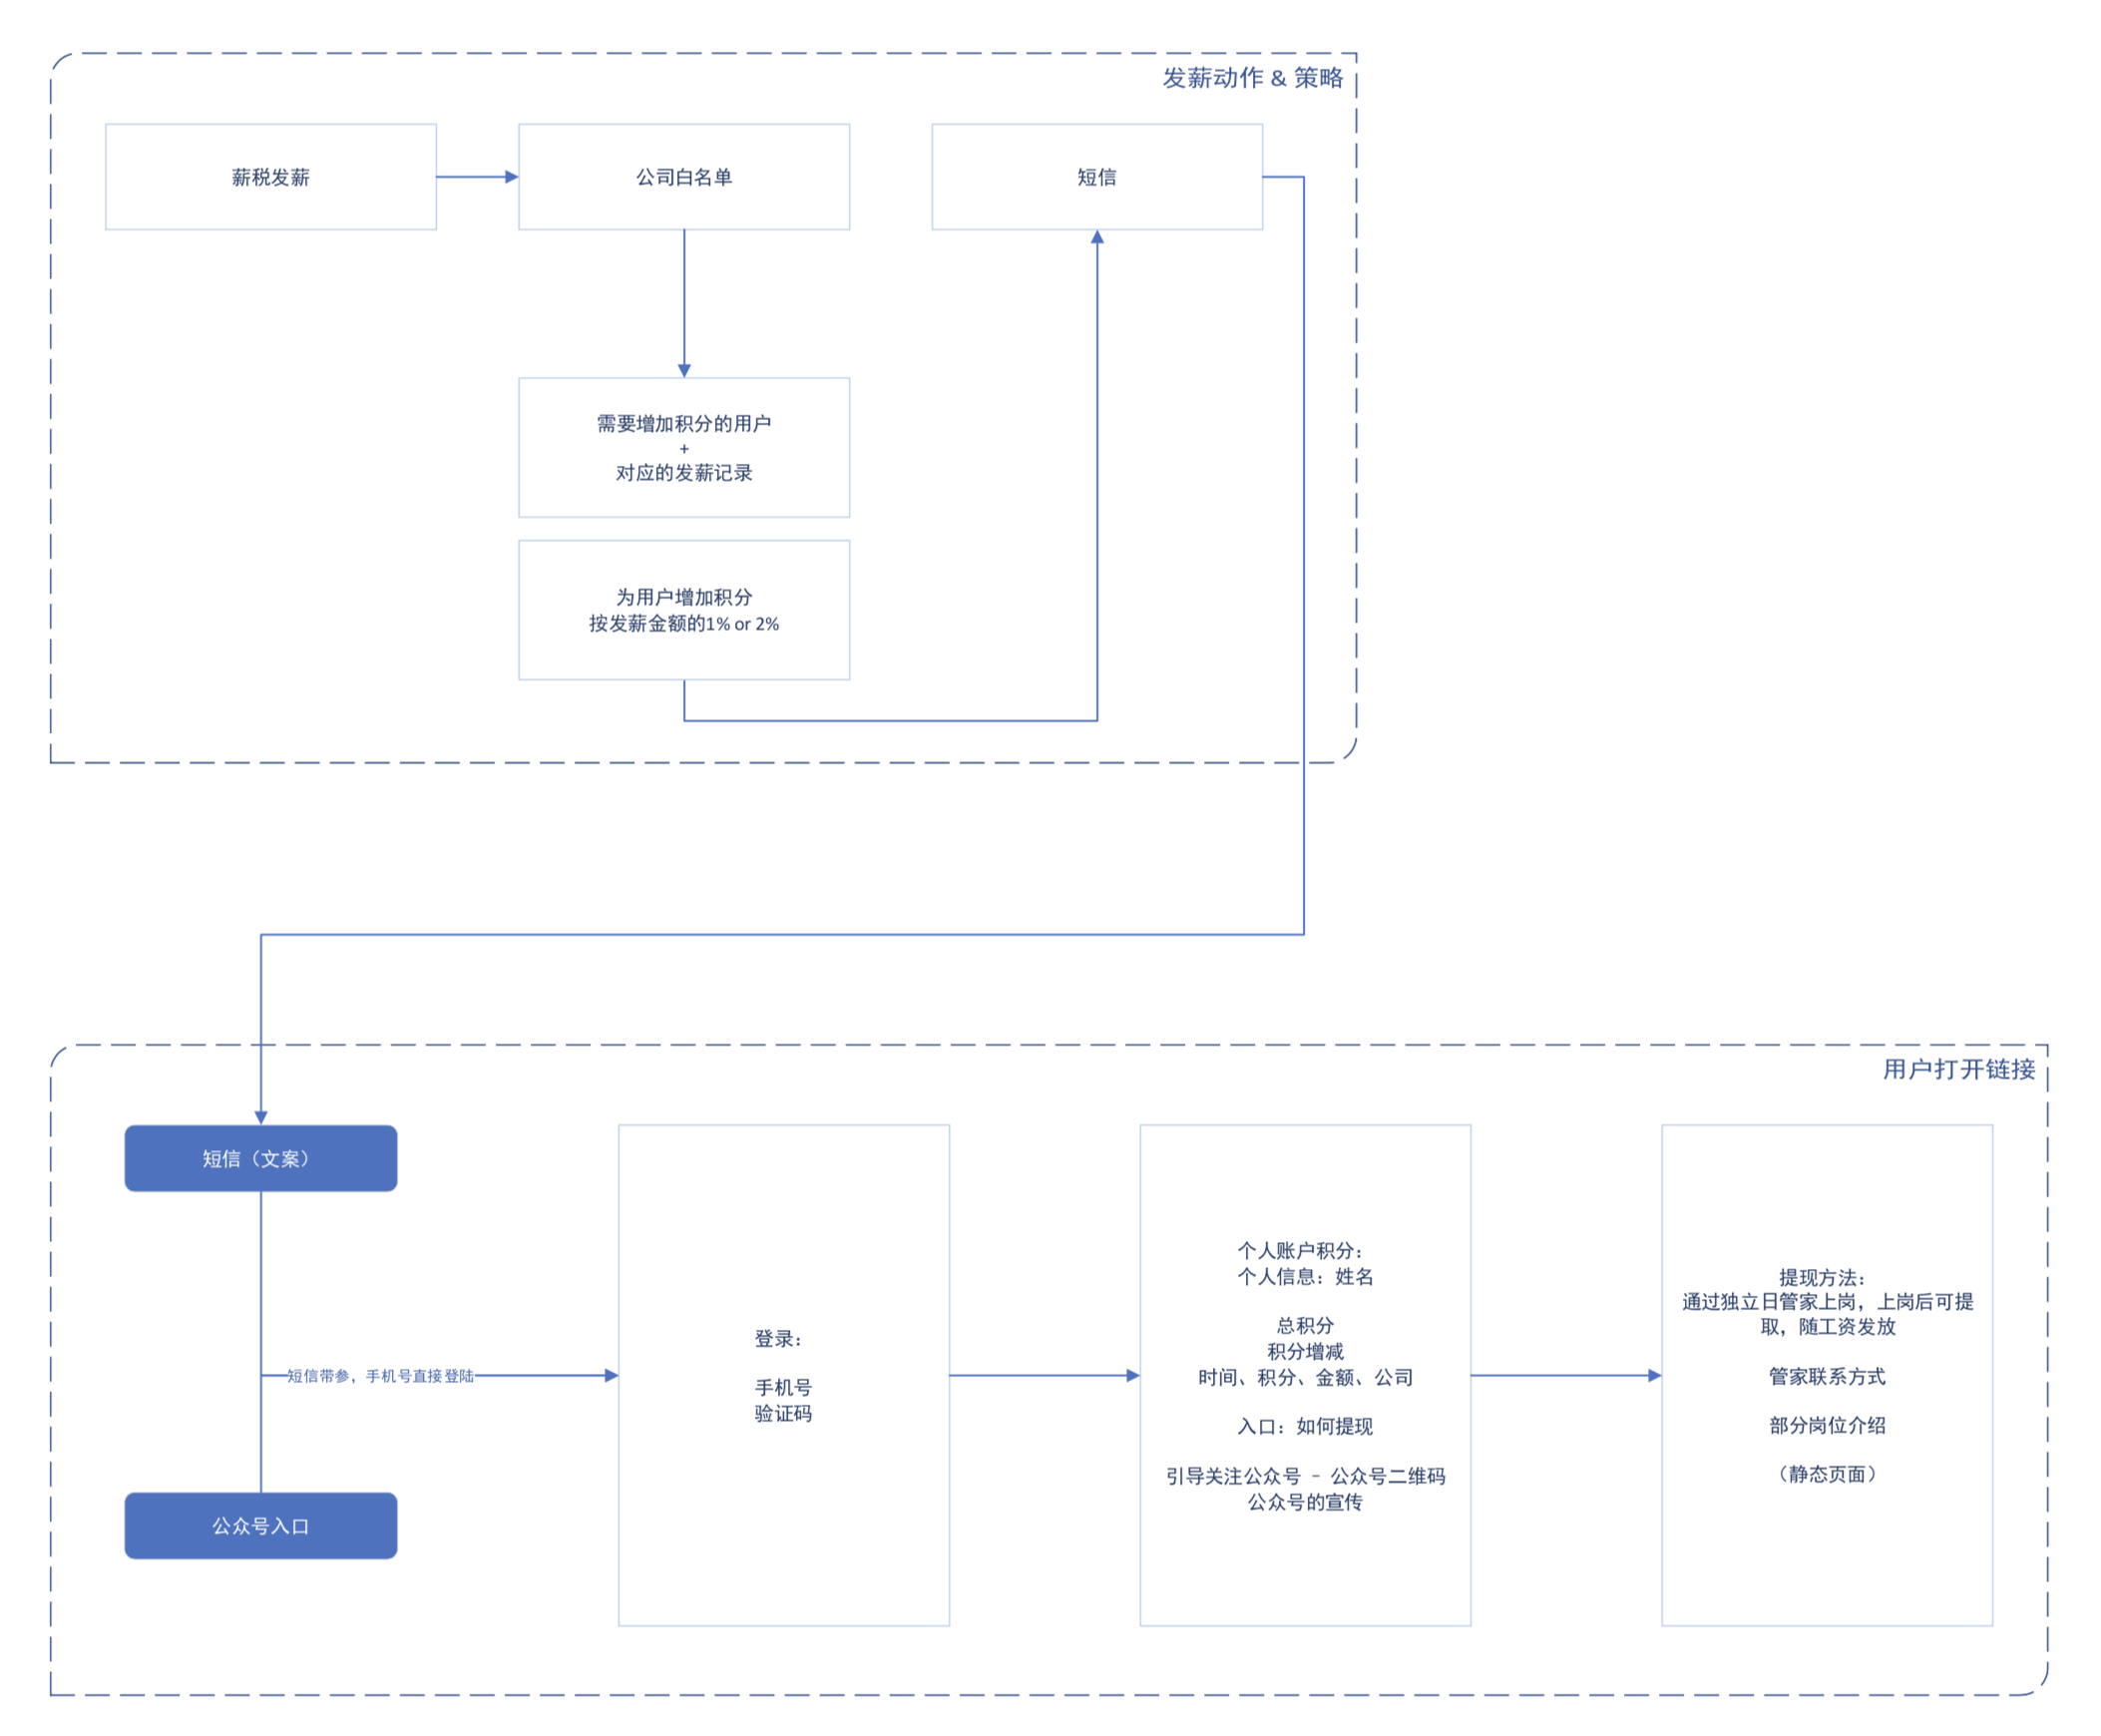 发薪动作 & 策略
薪税发薪
公司白名单
短信
需要增加积分的用户
+
对应的发薪记录
为用户增加积分
按发薪金额的1% or 2%
用户打开链接
短信（文案）
短信带参，手机号直接登陆
公众号入口
登录：
手机号
验证码
个人账户积分：
个人信息：姓名
总积分
积分增减
时间、积分、金额、公司
入口：如何提现
引导关注公众号 - 公众号二维码
公众号的宣传
提现方法：
通过独立日管家上岗，上岗后可提
取，随工资发放
管家联系方式
部分岗位介绍
（静态页面）